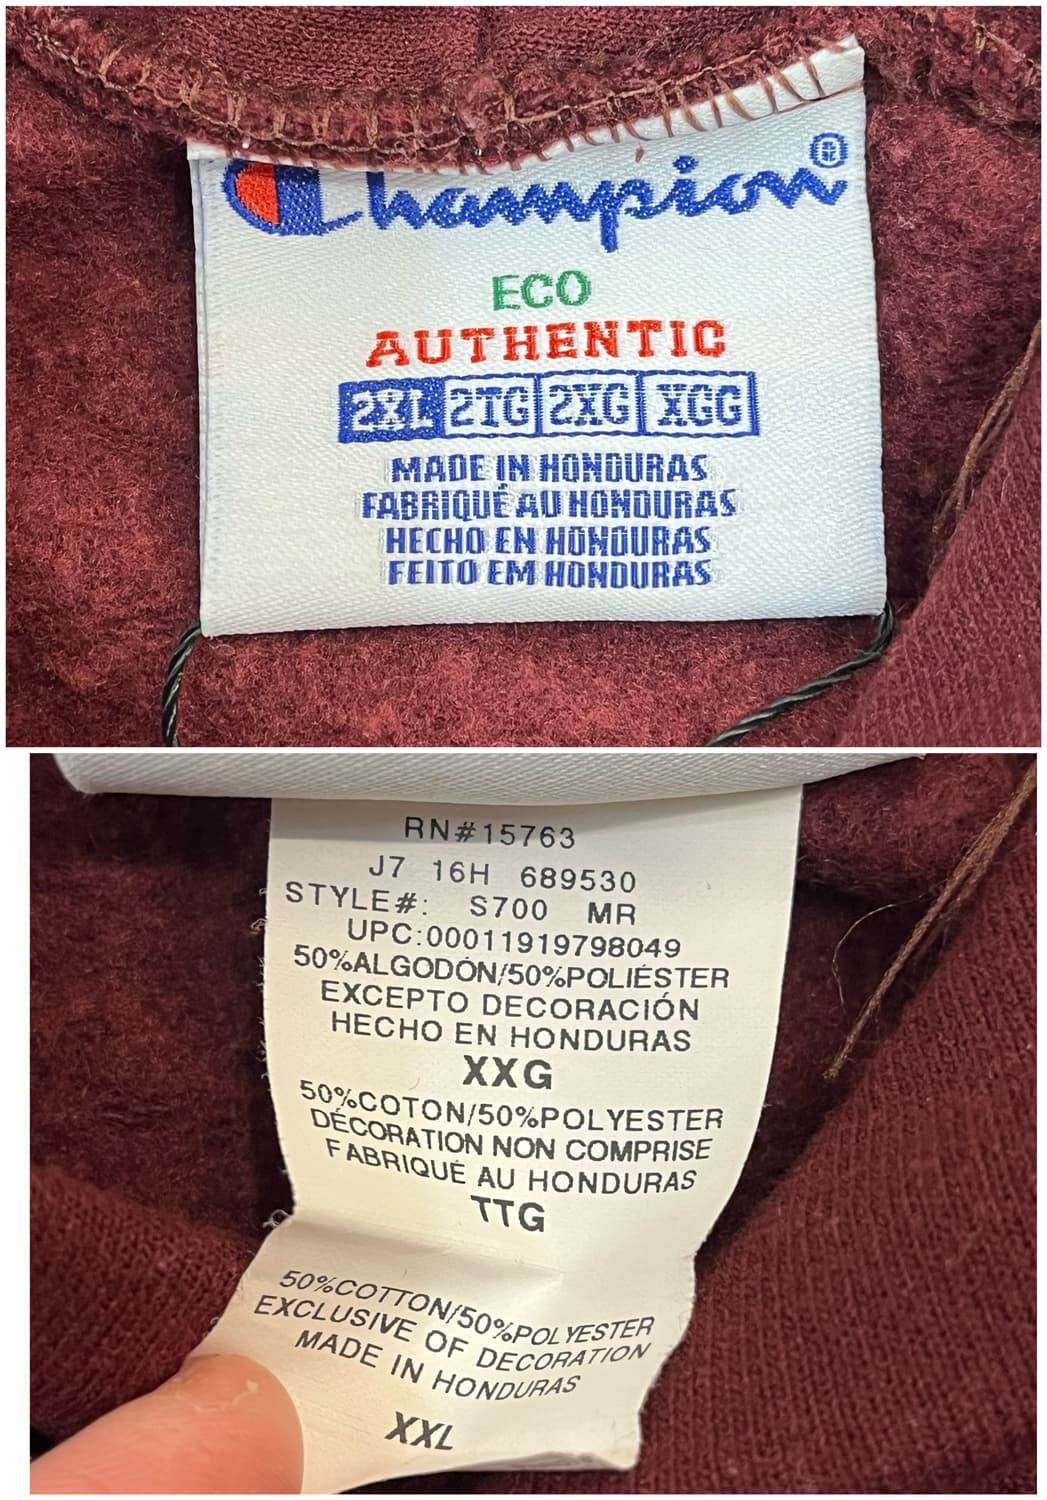 Champion®
ECO
AUTHENTIC
2XL 2TG 2XG XGG
MADE IN HONDURAS
FABRIQUÉ AU HONDURAS
HECHO EN HONDURAS
FEITO EM HONDURAS
RN#15763
J7 16H 689530
STYLE#: S700 MR
UPC:00011919798049
50%ALGODÓN/50%POLIÉSTER
EXCEPTO DECORACIÓN
HECHO EN HONDURAS
XXG
50%COTON/50%POLYESTER
DÉCORATION NON COMPRISE
FABRIQUÉ AU HONDURAS
TTG
50%COTTON/50%POLYESTER
EXCLUSIVE OF DECORATION
MADE IN HONDURAS
XXL